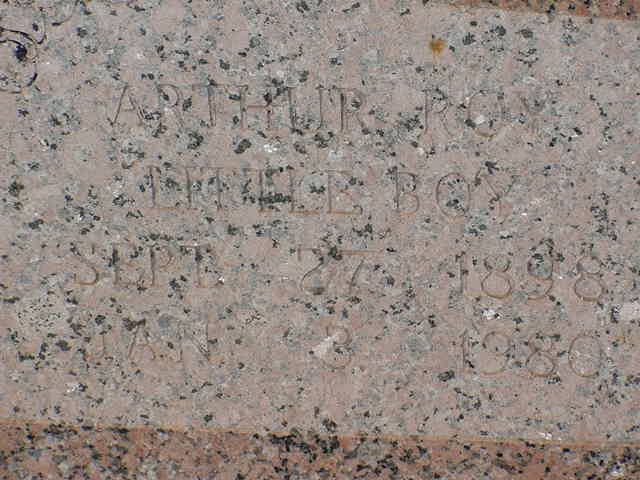 ARTHUR ROY
LITTLE BOY
SEPT. 27 1898
JAN. 3 1980